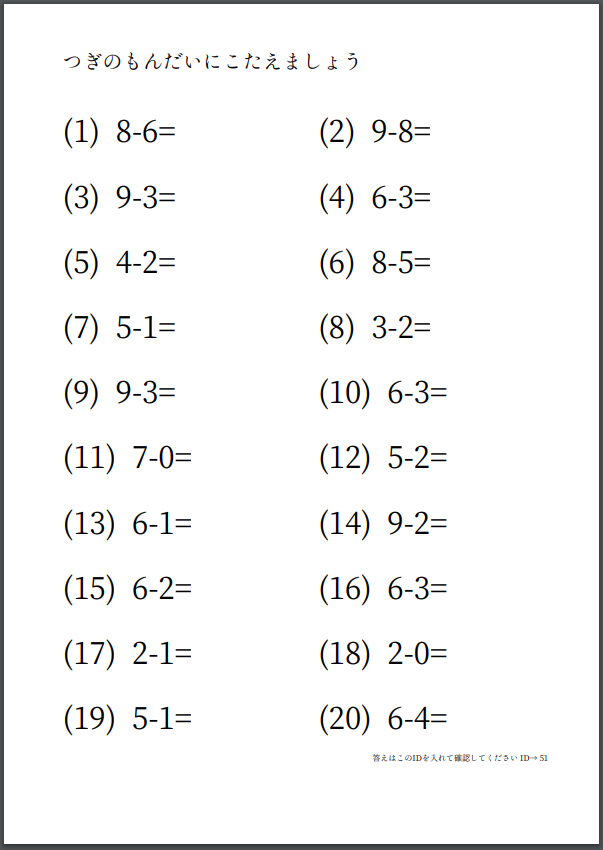 つぎのもんだいにこたえましょう
(1) 8-6= (2) 9-8=
(3) 9-3= (4) 6-3=
(5) 4-2= (6) 8-5=
(7) 5-1= (8) 3-2=
(9) 9-3= (10) 6-3=
(11) 7-0= (12) 5-2=
(13) 6-1= (14) 9-2=
(15) 6-2= (16) 6-3=
(17) 2-1= (18) 2-0=
(19) 5-1= (20) 6-4=
答えはこのIDを入れて確認してください ID→ 51